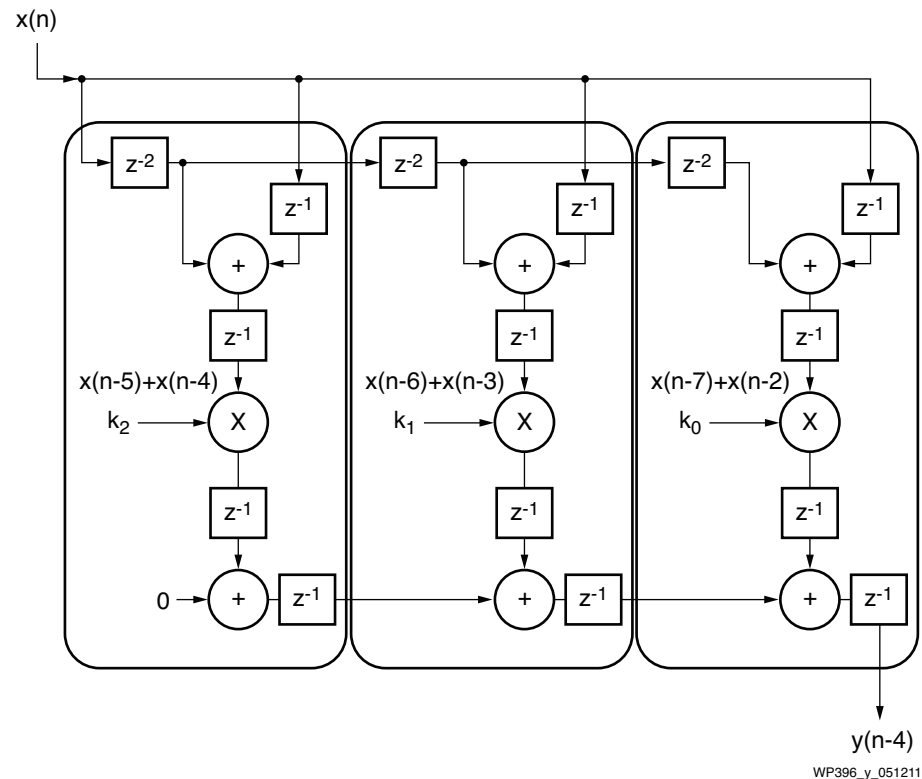 x(n)
z-2 z-2 z-2
z-1 z-1 z-1
+ + +
z-1 z-1 z-1
x(n-5)+x(n-4) x(n-6)+x(n-3) x(n-7)+x(n-2)
k2 X k1 X k0 X
z-1 z-1 z-1
0 + z-1 + z-1 + z-1
y(n-4)
WP396_y_051211